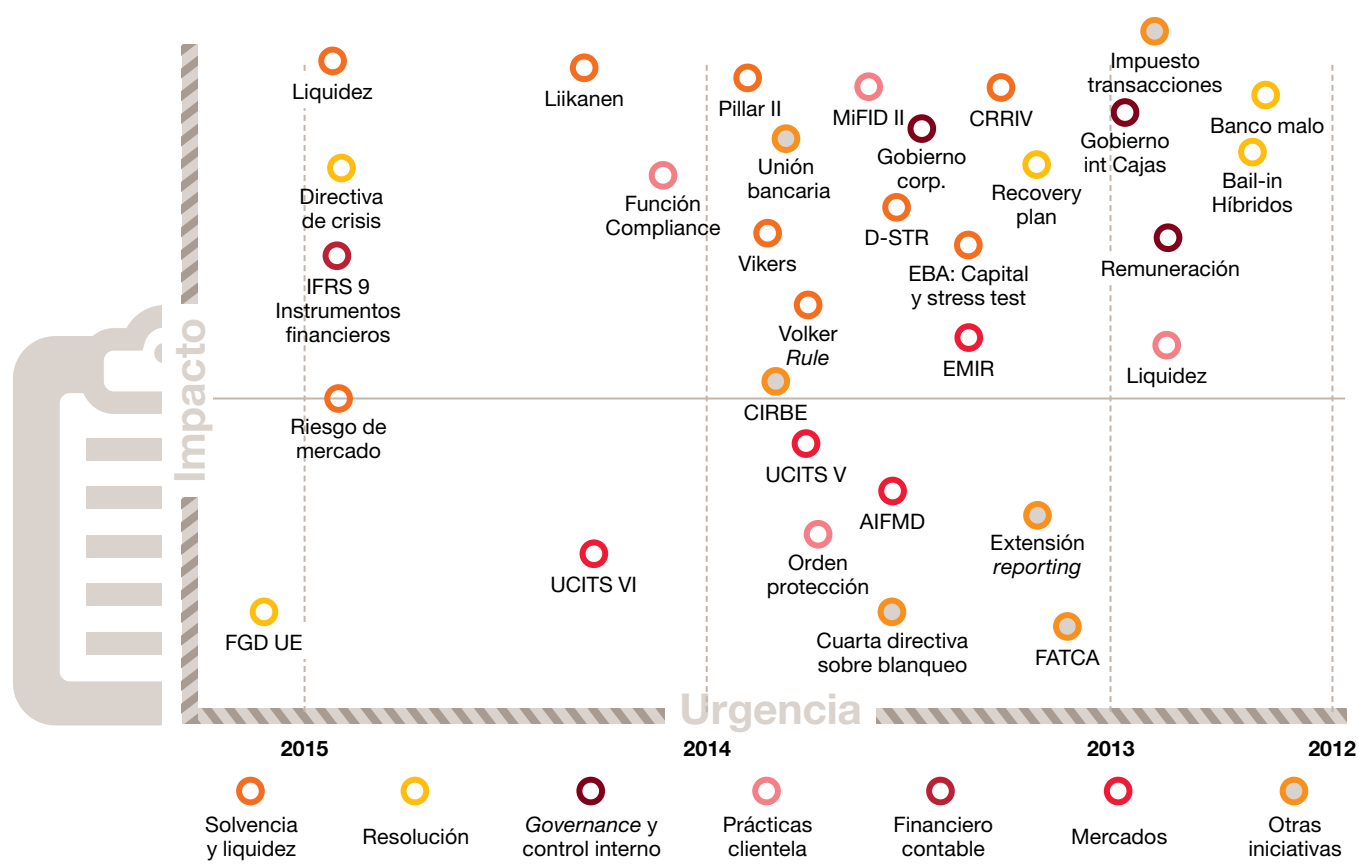 Impacto
Liquidez
Liikanen
Pillar II
MiFID II
CRRIV
Impuesto
transacciones
Banco malo
Directiva
de crisis
Función
Compliance
Unión
bancaria
Gobierno
corp.
Recovery
plan
Gobierno
int Cajas
Bail-in
Híbridos
IFRS 9
Instrumentos
financieros
Vikers
D-STR
EBA: Capital
y stress test
Remuneración
Volker
Rule
EMIR
Liquidez
Riesgo de
mercado
CIRBE
UCITS V
AIFMD
Extensión
reporting
UCITS VI
Orden
protección
FGD UE
Cuarta directiva
sobre blanqueo
FATCA
Urgencia
2015
2014
2013
2012
Solvencia
y liquidez
Resolución
Governance y
control interno
Prácticas
clientela
Financiero
contable
Mercados
Otras
iniciativas